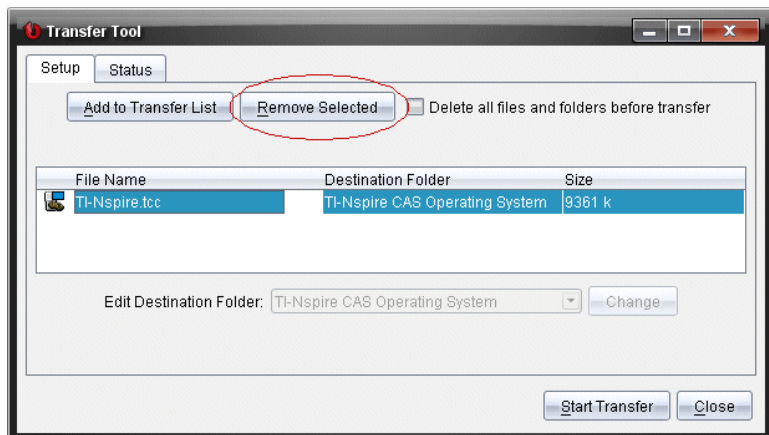 Transfer Tool
Setup Status
Add to Transfer List Remove Selected Delete all files and folders before transfer
File Name Destination Folder Size
TI-Nspire.tcc TI-Nspire CAS Operating System 9361 k
Edit Destination Folder: TI-Nspire CAS Operating System Change
Start Transfer Close